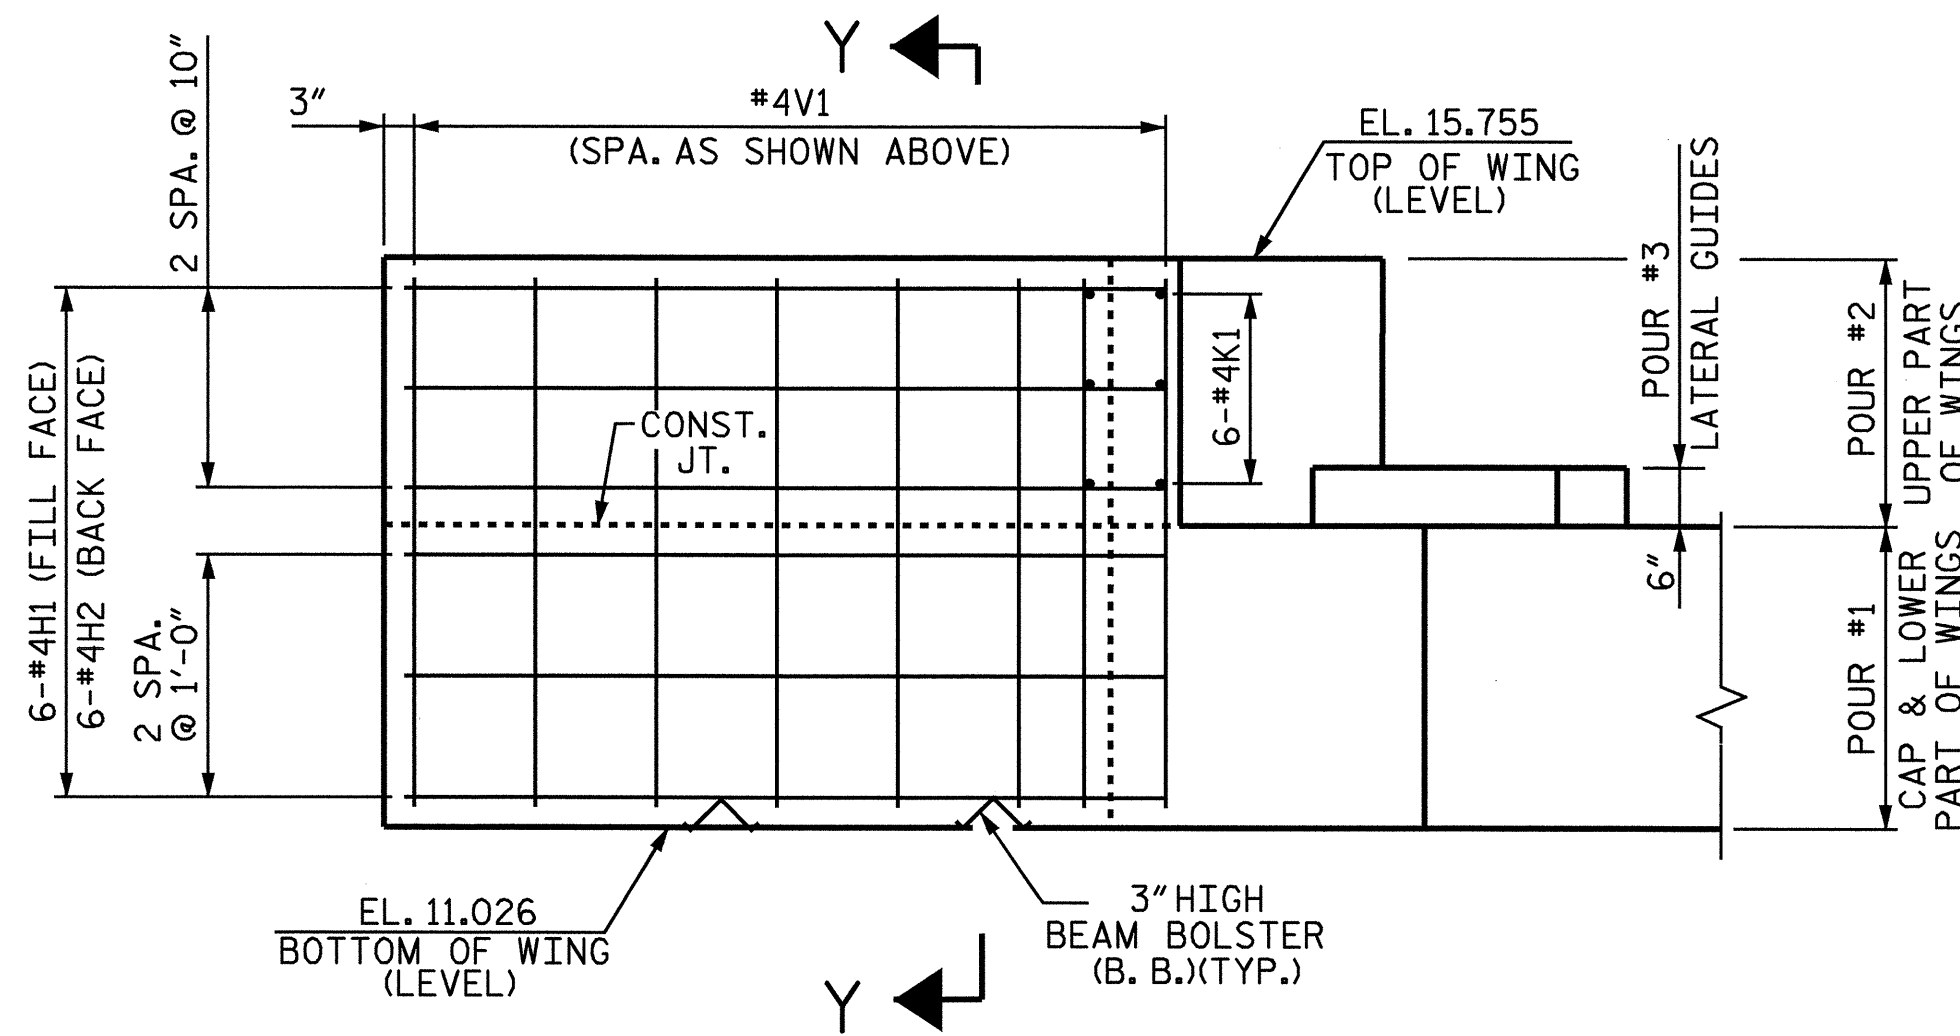 Y
2 SPA. @ 10"
3"
#4V1
(SPA. AS SHOWN ABOVE)
EL. 15.755
TOP OF WING
(LEVEL)
POUR #3
LATERAL GUIDES
6-#4H1 (FILL FACE)
6-#4H2 (BACK FACE)
CONST.
JT.
6-#4K1
POUR #2
UPPER PART
OF WINGS
2 SPA.
@ 1'-0"
6"
POUR #1
CAP & LOWER
PART OF WINGS
EL. 11.026
BOTTOM OF WING
(LEVEL)
3" HIGH
BEAM BOLSTER
(B. B.)(TYP.)
Y